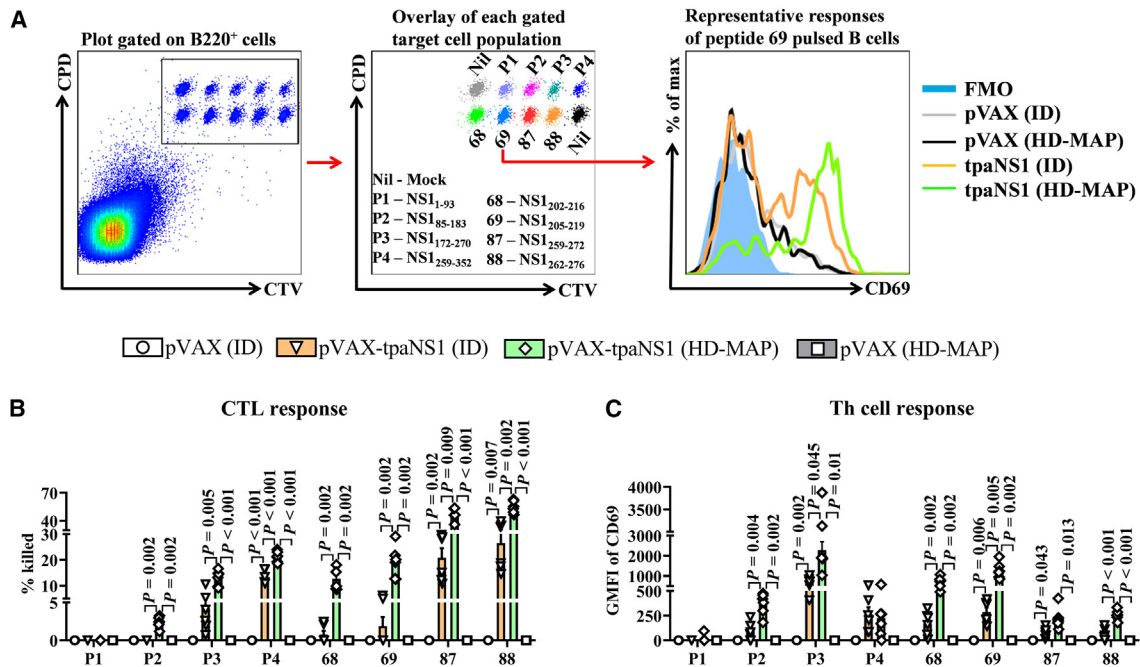 A
Plot gated on B220+ cells
CPD
CTV
Overlay of each gated
target cell population
CPD
Nil P1 P2 P3 P4
68 69 87 88 Nil
Nil - Mock
P1 – NS11-93
P2 – NS185-183
P3 – NS1172-270
P4 – NS1259-352
68 – NS1202-216
69 – NS1205-219
87 – NS1259-272
88 – NS1262-276
CTV
Representative responses
of peptide 69 pulsed B cells
% of max
CD69
FMO
pVAX (ID)
pVAX (HD-MAP)
tpaNS1 (ID)
tpaNS1 (HD-MAP)
pVAX (ID) pVAX-tpaNS1 (ID) pVAX-tpaNS1 (HD-MAP) pVAX (HD-MAP)
B
CTL response
% killed
70
40
30
20
10
5
0
P = 0.002
P = 0.002
P = 0.005
P < 0.001
P < 0.001
P < 0.001
P < 0.001
P = 0.002
P = 0.002
P = 0.002
P = 0.002
P = 0.002
P = 0.009
P < 0.001
P = 0.007
P = 0.002
P < 0.001
P1 P2 P3 P4 68 69 87 88
C
Th cell response
GMFI of CD69
4000
3000
2000
1000
500
250
0
P = 0.004
P = 0.002
P = 0.002
P = 0.045
P = 0.01
P = 0.002
P = 0.002
P = 0.006
P = 0.005
P = 0.002
P = 0.043
P = 0.013
P < 0.001
P < 0.001
P1 P2 P3 P4 68 69 87 88